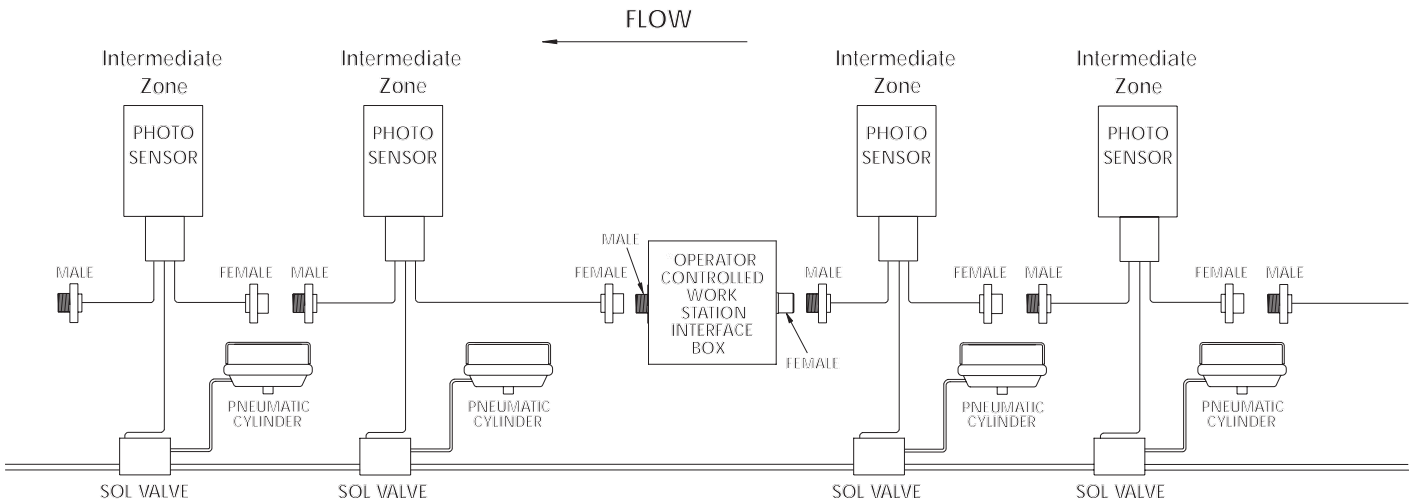 FLOW
Intermediate
Zone
Intermediate
Zone
Intermediate
Zone
Intermediate
Zone
PHOTO
SENSOR
PHOTO
SENSOR
PHOTO
SENSOR
PHOTO
SENSOR
MALE
FEMALE
MALE
FEMALE
MALE
OPERATOR
CONTROLLED
WORK
STATION
INTERFACE
BOX
FEMALE
MALE
FEMALE
MALE
FEMALE
MALE
PNEUMATIC
CYLINDER
PNEUMATIC
CYLINDER
PNEUMATIC
CYLINDER
PNEUMATIC
CYLINDER
SOL VALVE
SOL VALVE
SOL VALVE
SOL VALVE